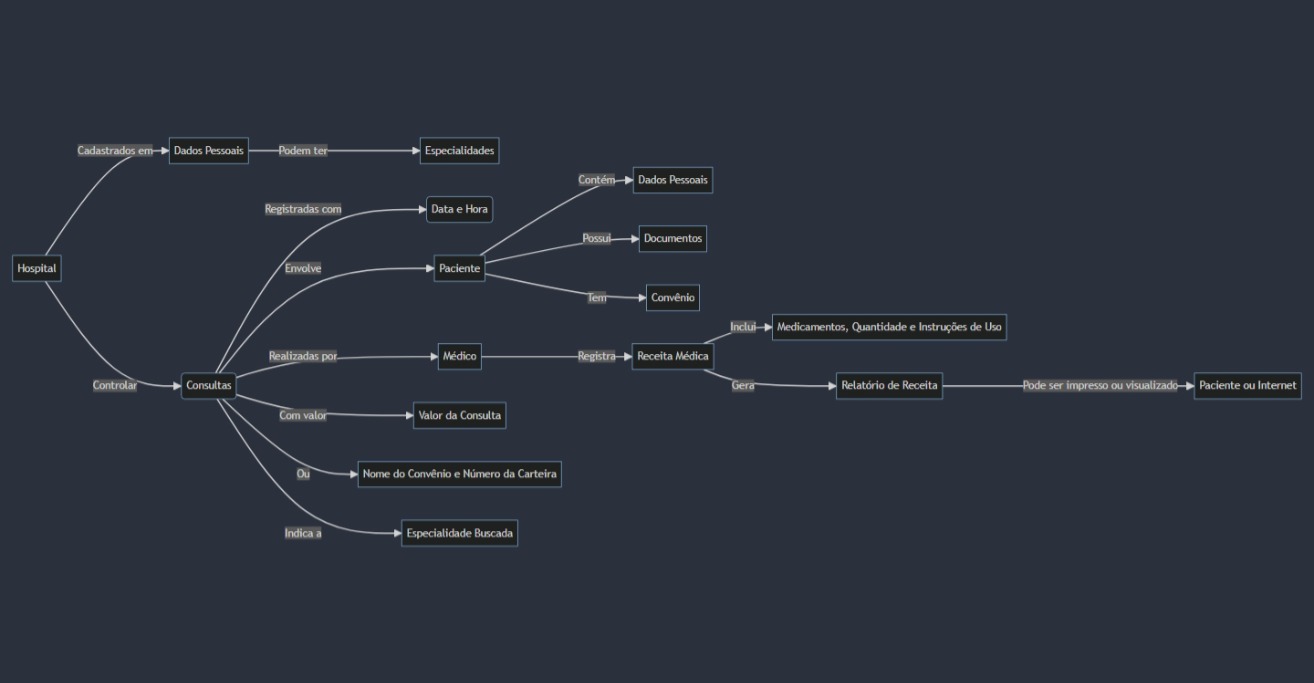 Cadastrados em
Dados Pessoais
Podem ter
Especialidades
Contém
Dados Pessoais
Registradas com
Data e Hora
Possui
Documentos
Hospital
Envolve
Paciente
Tem
Convênio
Inclui
Medicamentos, Quantidade e Instruções de Uso
Realizadas por
Médico
Registra
Receita Médica
Controlar
Consultas
Gera
Relatório de Receita
Pode ser impresso ou visualizado
Paciente ou Internet
Com valor
Valor da Consulta
Ou
Nome do Convênio e Número da Carteira
Indica a
Especialidade Buscada